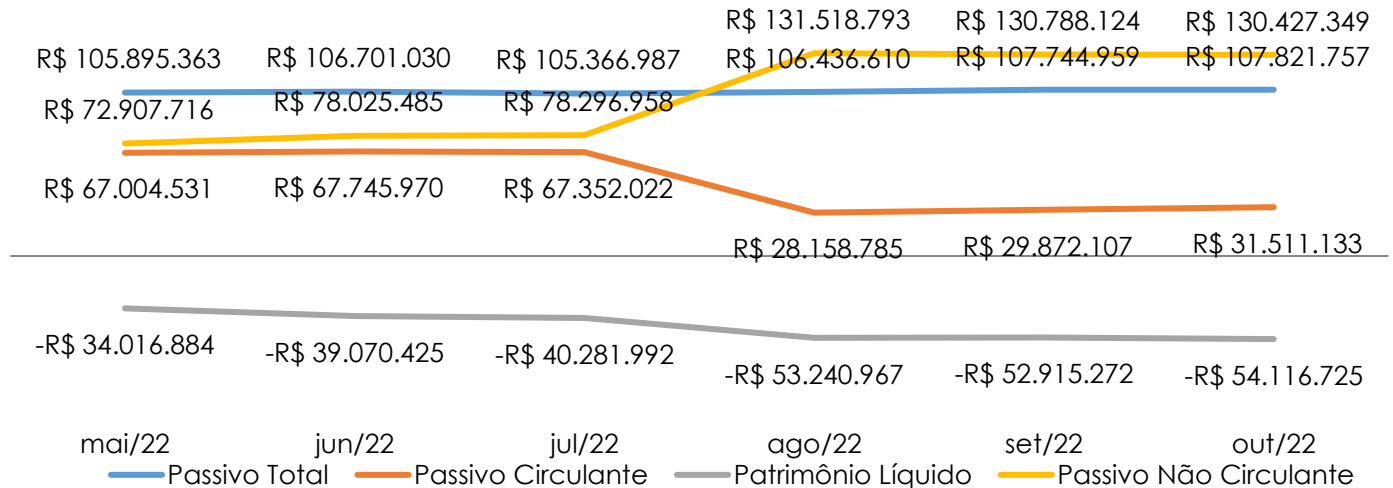 R$ 131.518.793 R$ 130.788.124 R$ 130.427.349
R$ 105.895.363 R$ 106.701.030 R$ 105.366.987 R$ 106.436.610 R$ 107.744.959 R$ 107.821.757
R$ 72.907.716 R$ 78.025.485 R$ 78.296.958
R$ 67.004.531 R$ 67.745.970 R$ 67.352.022
R$ 28.158.785 R$ 29.872.107 R$ 31.511.133
-R$ 34.016.884 -R$ 39.070.425 -R$ 40.281.992 -R$ 53.240.967 -R$ 52.915.272 -R$ 54.116.725
mai/22 jun/22 jul/22 ago/22 set/22 out/22
Passivo Total Passivo Circulante Patrimônio Líquido Passivo Não Circulante